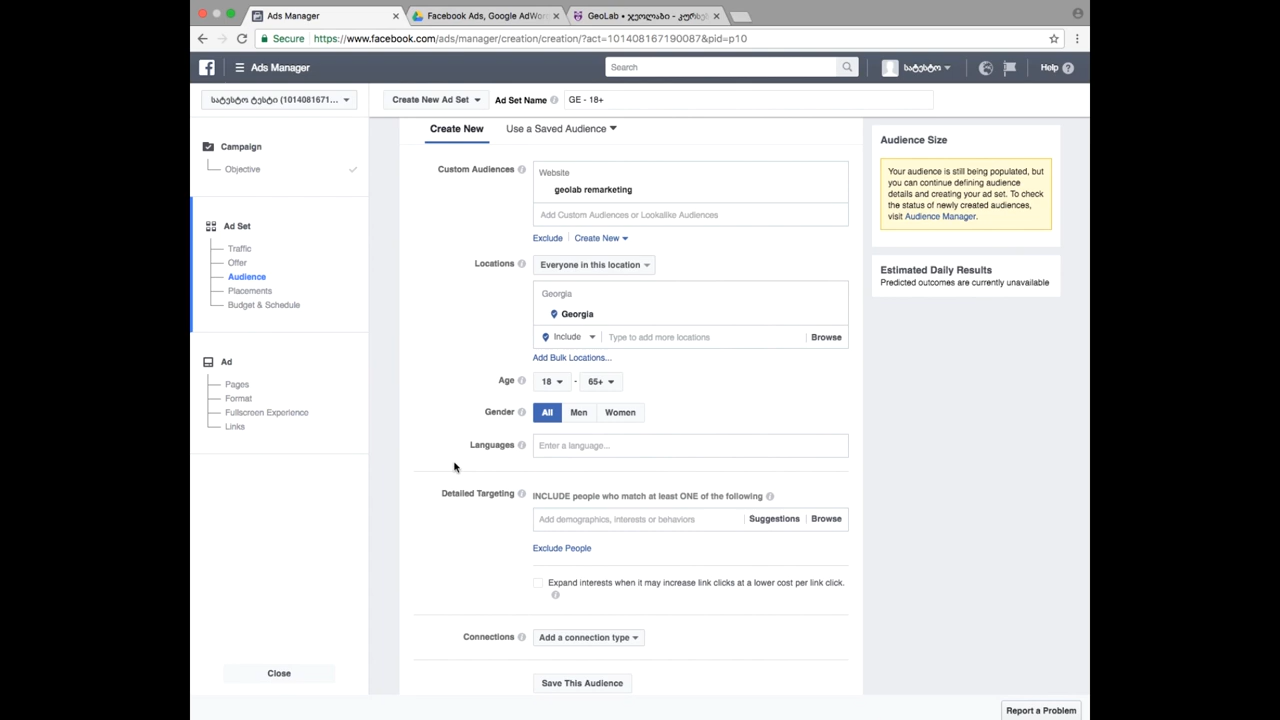 Ads Manager
Facebook Ads, Google AdWor
GeoLab • ჯეოლაბი - კურსე
Secure https://www.facebook.com/ads/manager/creation/creation/?act=101408167190087&pid=p10
Ads Manager
Search
სატესტო
Help
სატესტო ტესტი (1014081671...
Create New Ad Set
Ad Set Name
GE - 18+
Campaign
Objective
Ad Set
Traffic
Offer
Audience
Placements
Budget & Schedule
Ad
Pages
Format
Fullscreen Experience
Links
Close
Create New
Use a Saved Audience
Custom Audiences
Website
geolab remarketing
Add Custom Audiences or Lookalike Audiences
Exclude | Create New
Locations
Everyone in this location
Georgia
Georgia
Include
Type to add more locations
Browse
Add Bulk Locations...
Age
18 - 65+
Gender
All Men Women
Languages
Enter a language...
Detailed Targeting
INCLUDE people who match at least ONE of the following
Add demographics, interests or behaviors
Suggestions | Browse
Exclude People
Expand interests when it may increase link clicks at a lower cost per link click.
Connections
Add a connection type
Save This Audience
Audience Size
Your audience is still being populated, but
you can continue defining audience
details and creating your ad set. To check
the status of newly created audiences,
visit Audience Manager.
Estimated Daily Results
Predicted outcomes are currently unavailable
Report a Problem